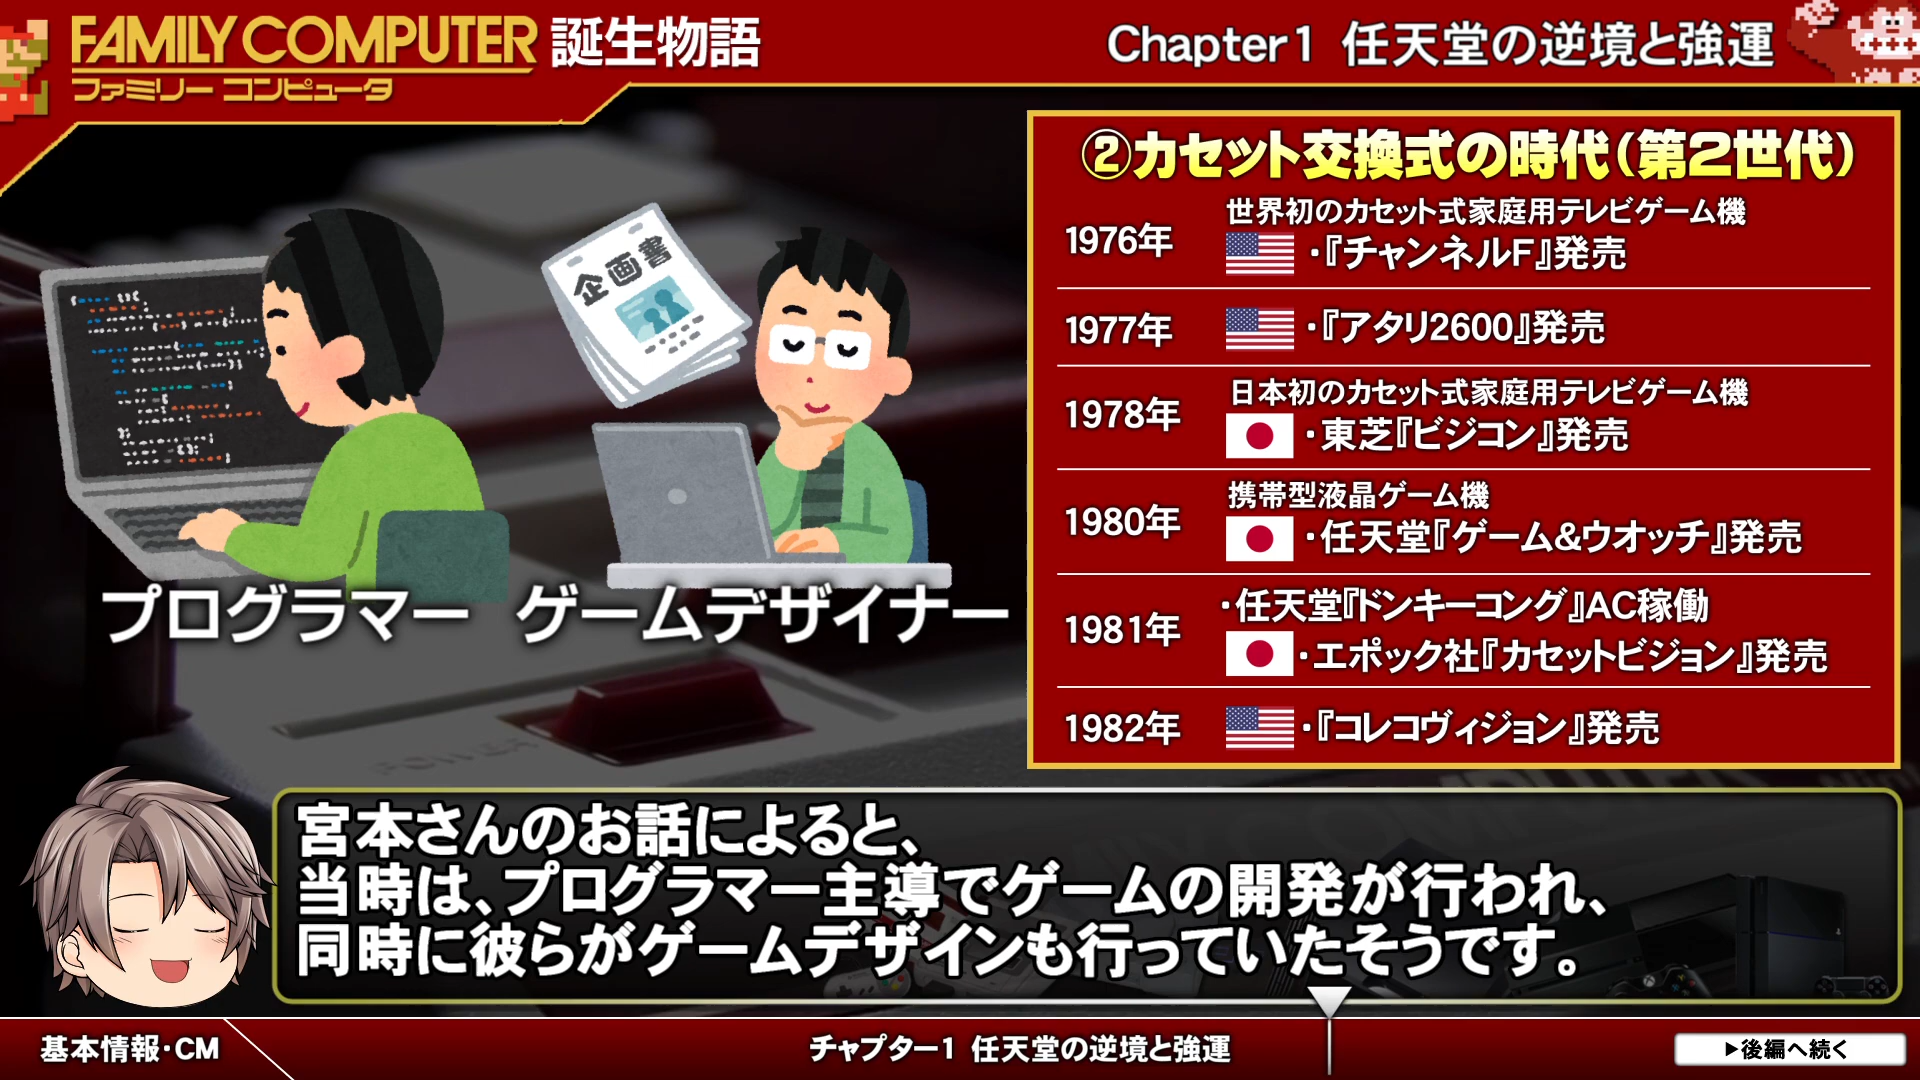 FAMILY COMPUTER 誕生物語
ファミリー コンピュータ
Chapter1 任天堂の逆境と強運
②カセット交換式の時代(第2世代)
1976年
世界初のカセット式家庭用テレビゲーム機
・『チャンネルF』発売
1977年
・『アタリ2600』発売
1978年
日本初のカセット式家庭用テレビゲーム機
・東芝『ビジコン』発売
1980年
携帯型液晶ゲーム機
・任天堂『ゲーム&ウオッチ』発売
1981年
・任天堂『ドンキーコング』AC稼働
・エポック社『カセットビジョン』発売
1982年
・『コレコヴィジョン』発売
企画書
プログラマー
ゲームデザイナー
POWER
宮本さんのお話によると、
当時は、プログラマー主導でゲームの開発が行われ、
同時に彼らがゲームデザインも行っていたそうです。
基本情報・CM
チャプター1 任天堂の逆境と強運
▶後編へ続く